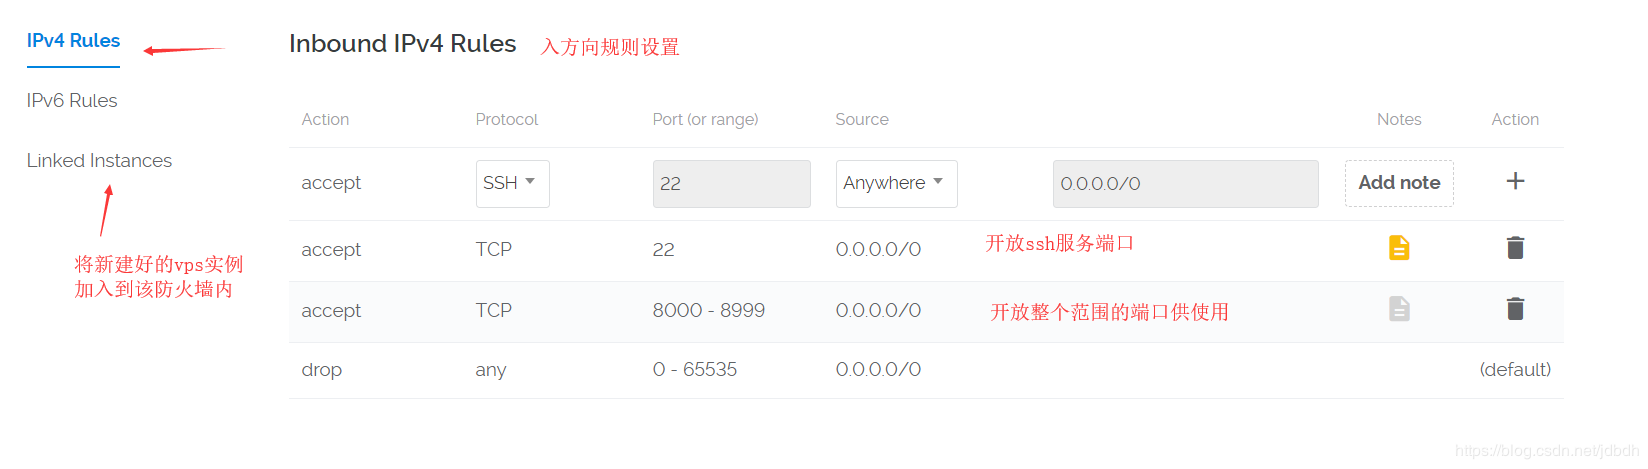 IPv4 Rules
IPv6 Rules
Linked Instances
将新建好的vps实例
加入到该防火墙内
Inbound IPv4 Rules 入方向规则设置
Action Protocol Port (or range) Source Notes Action
accept SSH 22 Anywhere 0.0.0.0/0 Add note +
accept TCP 22 0.0.0.0/0 开放ssh服务端口
accept TCP 8000 - 8999 0.0.0.0/0 开放整个范围的端口供使用
drop any 0 - 65535 0.0.0.0/0 (default)
https://blog.csdn.net/jdbdh